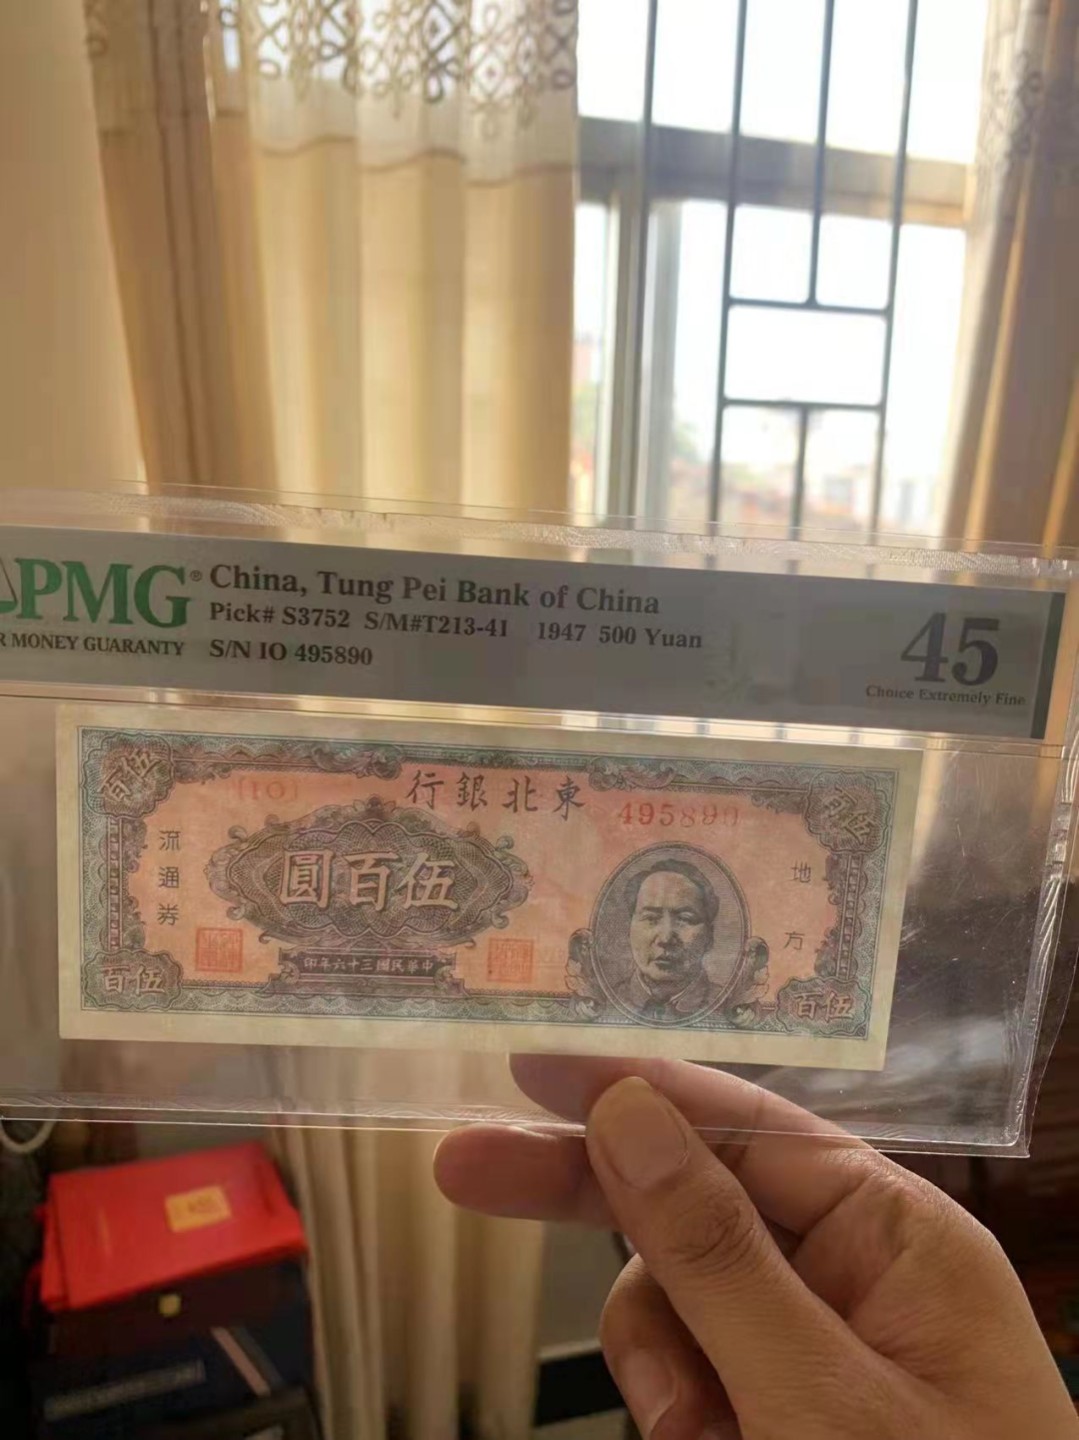 PMG®
R MONEY GUARANTY
China, Tung Pei Bank of China
Pick# S3752 S/M#T213-41 1947 500 Yuan
S/N IO 495890
45
Choice Extremely Fine
百伍
行銀北東
(IO)
495890
流通券
圓百伍
地方
印年六十三國民華中
百伍
百伍